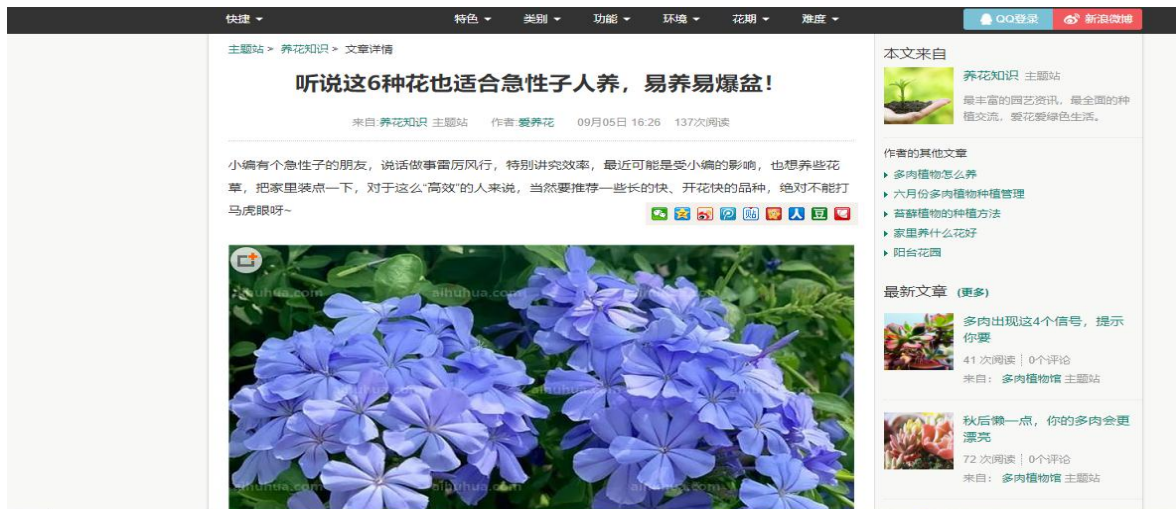 快捷
特色
类别
功能
环境
花期
难度
QQ登录
新浪微博
主题站 > 养花知识 > 文章详情
听说这6种花也适合急性子人养，易养易爆盆！
来自 养花知识 主题站 作者 爱养花 09月05日 16:26 137次阅读
小编有个急性子的朋友，说话做事雷厉风行，特别讲究效率，最近可能是受小编的影响，也想养些花
草，把家里装点一下，对于这么“高效”的人来说，当然要推荐一些长的快、开花快的品种，绝对不能打
马虎眼呀~
贴
人
豆
aihuhua.com
aihuhua.com
aihuhua.com
本文来自
养花知识 主题站
最丰富的园艺资讯，最全面的种
植交流，爱花爱绿色生活。
作者的其他文章
多肉植物怎么养
六月份多肉植物种植管理
苔藓植物的种植方法
家里养什么花好
阳台花园
最新文章 (更多)
多肉出现这4个信号，提示
你要
41 次阅读 | 0个评论
来自： 多肉植物馆 主题站
秋后懒一点，你的多肉会更
漂亮
72 次阅读 | 0个评论
来自： 多肉植物馆 主题站